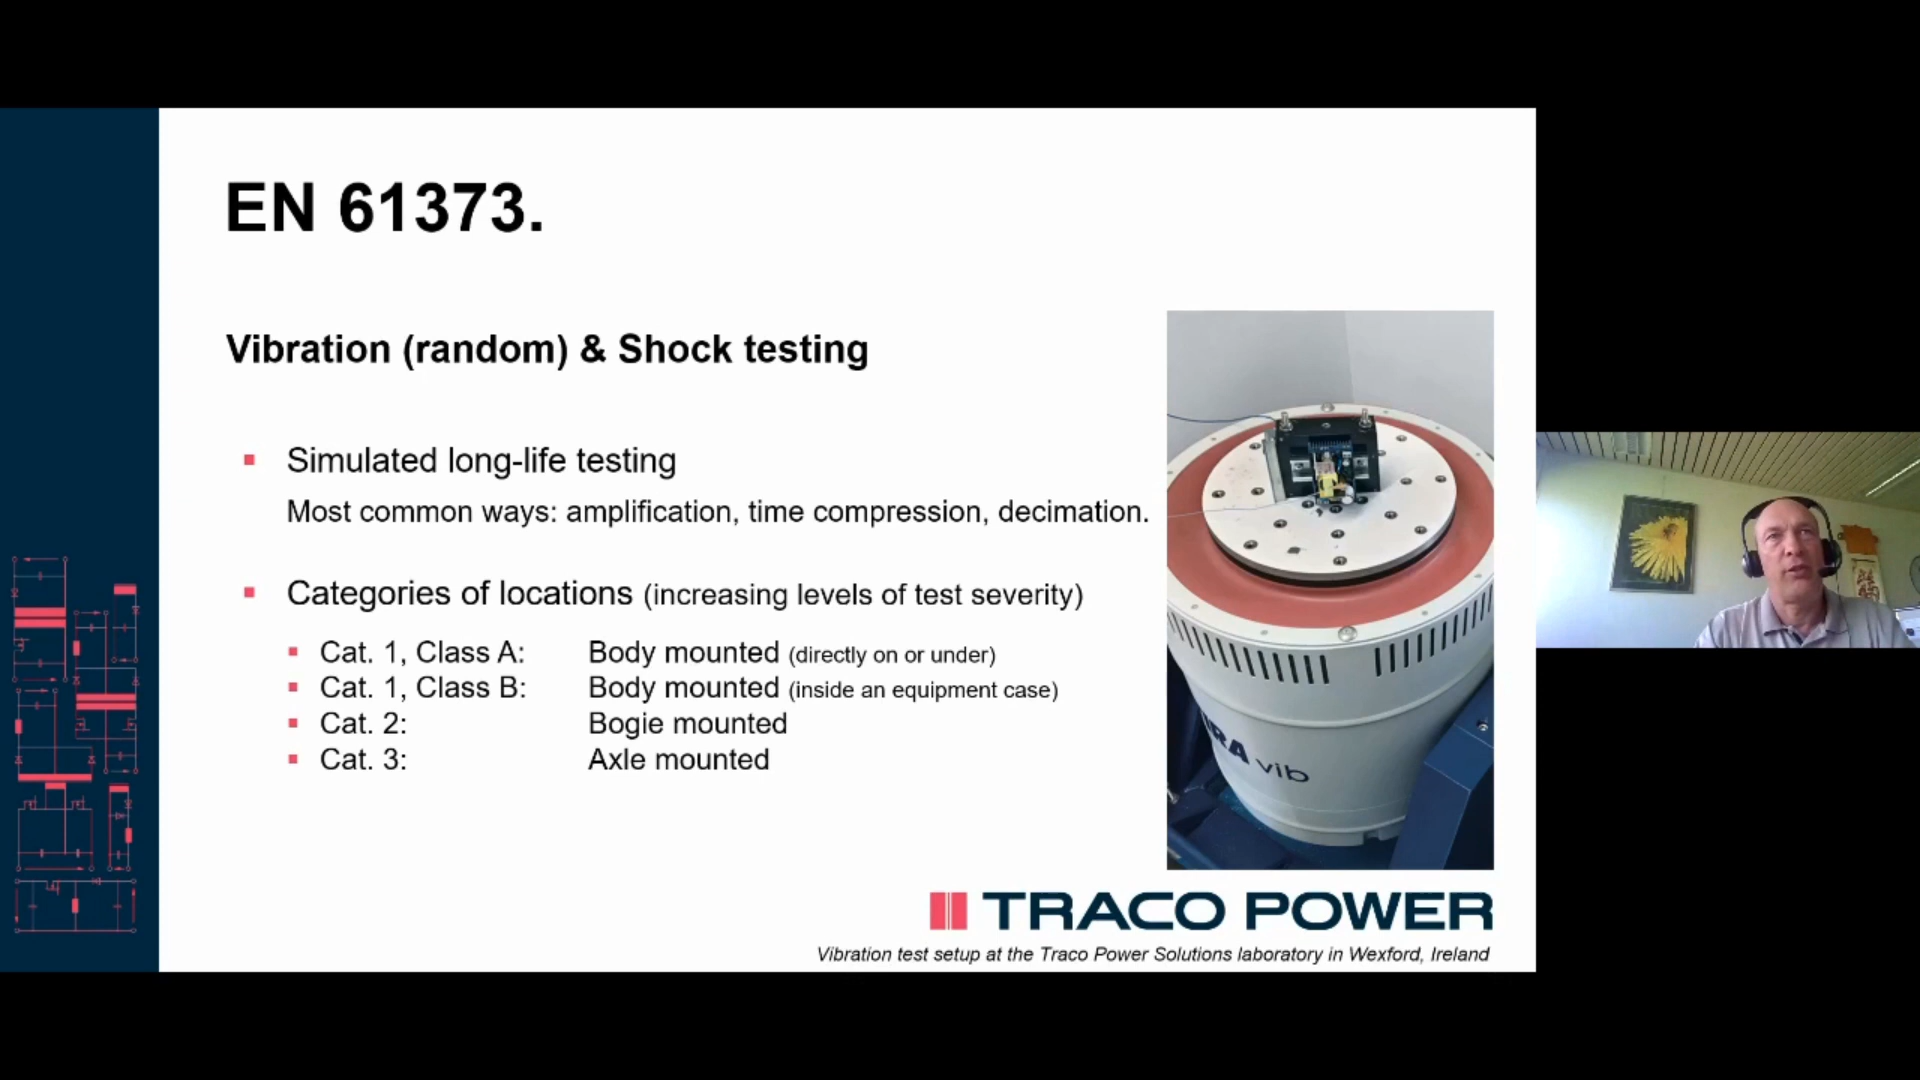 EN 61373.
Vibration (random) & Shock testing
Simulated long-life testing
Most common ways: amplification, time compression, decimation.
Categories of locations (increasing levels of test severity)
Cat. 1, Class A: Body mounted (directly on or under)
Cat. 1, Class B: Body mounted (inside an equipment case)
Cat. 2: Bogie mounted
Cat. 3: Axle mounted
vib
TRACO POWER
Vibration test setup at the Traco Power Solutions laboratory in Wexford, Ireland